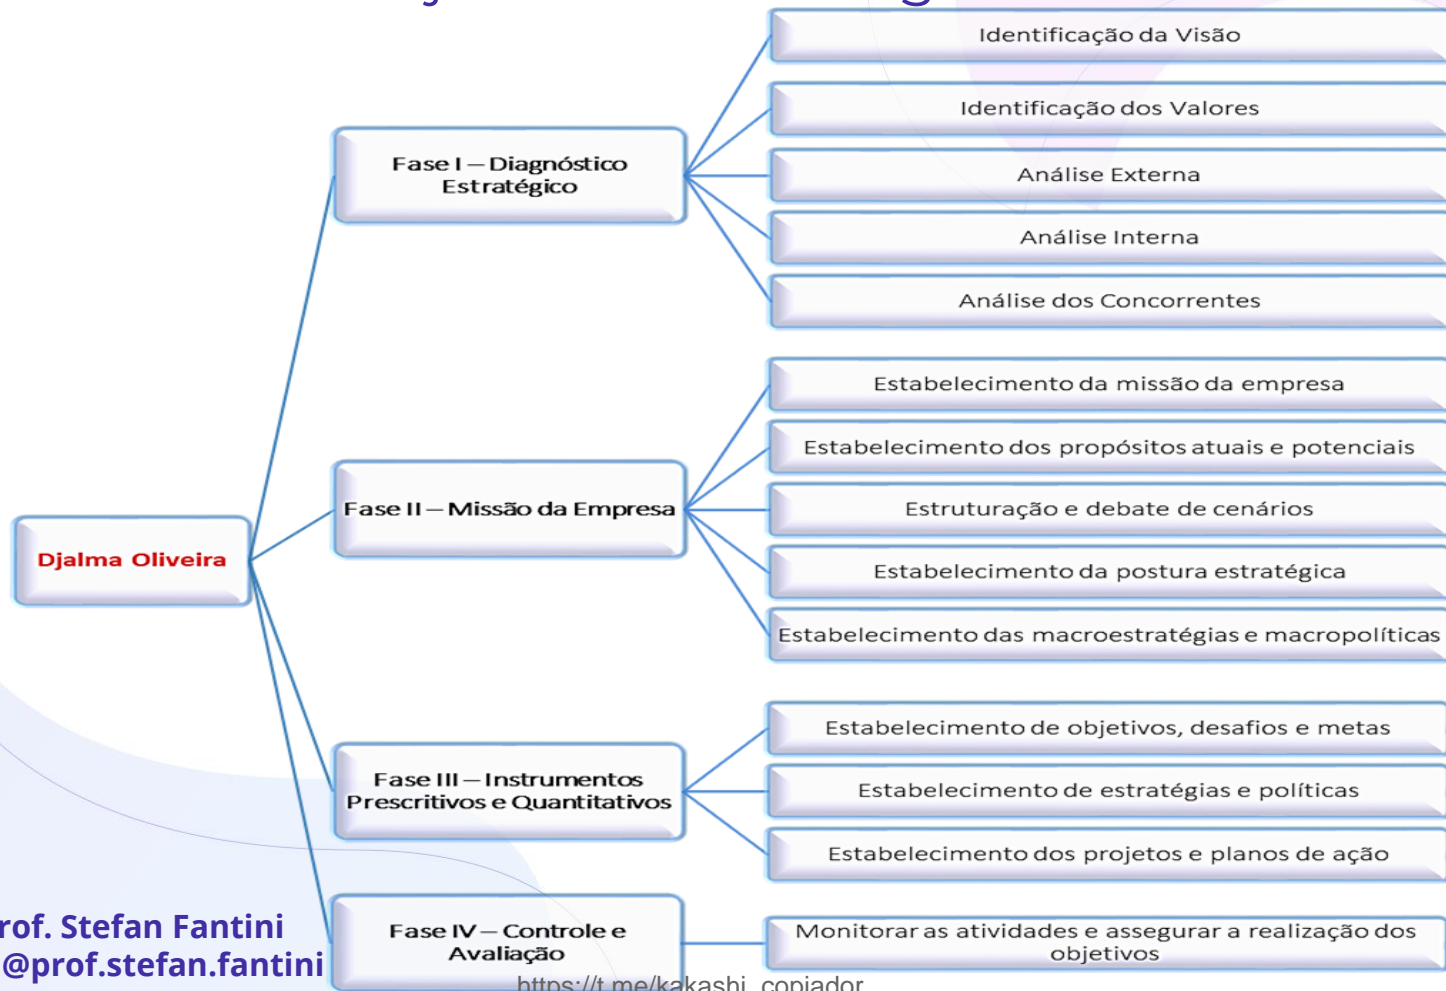 Identificação da Visão
Identificação dos Valores
Fase I – Diagnóstico
Estratégico
Análise Externa
Análise Interna
Análise dos Concorrentes
Estabelecimento da missão da empresa
Estabelecimento dos propósitos atuais e potenciais
Fase II – Missão da Empresa
Estruturação e debate de cenários
Djalma Oliveira
Estabelecimento da postura estratégica
Estabelecimento das macroestratégias e macropolíticas
Estabelecimento de objetivos, desafios e metas
Fase III – Instrumentos
Prescritivos e Quantitativos
Estabelecimento de estratégias e políticas
Estabelecimento dos projetos e planos de ação
Fase IV – Controle e
Avaliação
Monitorar as atividades e assegurar a realização dos
objetivos
rof. Stefan Fantini
@prof.stefan.fantini
https://t.me/kakashi_copiador